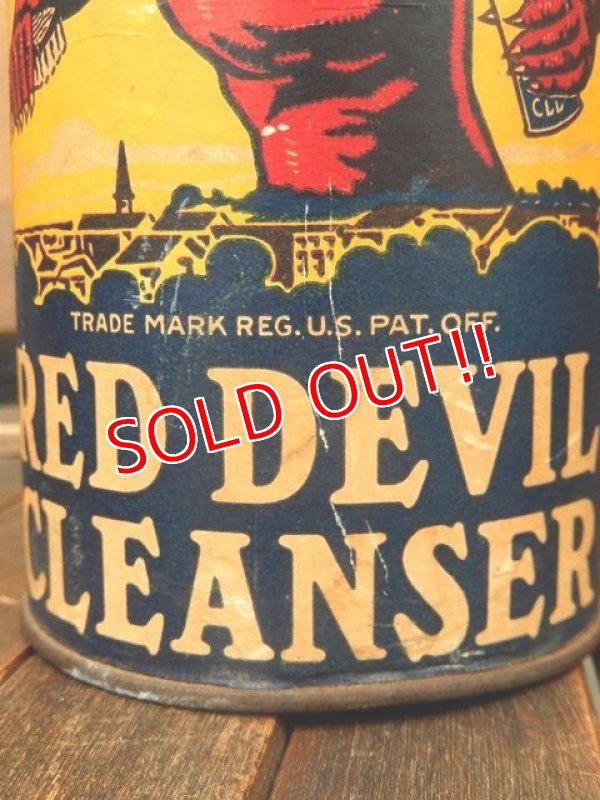 TRADE MARK REG. U.S. PAT. OFF.
RED DEVIL
CLEANSER
SOLD OUT!!